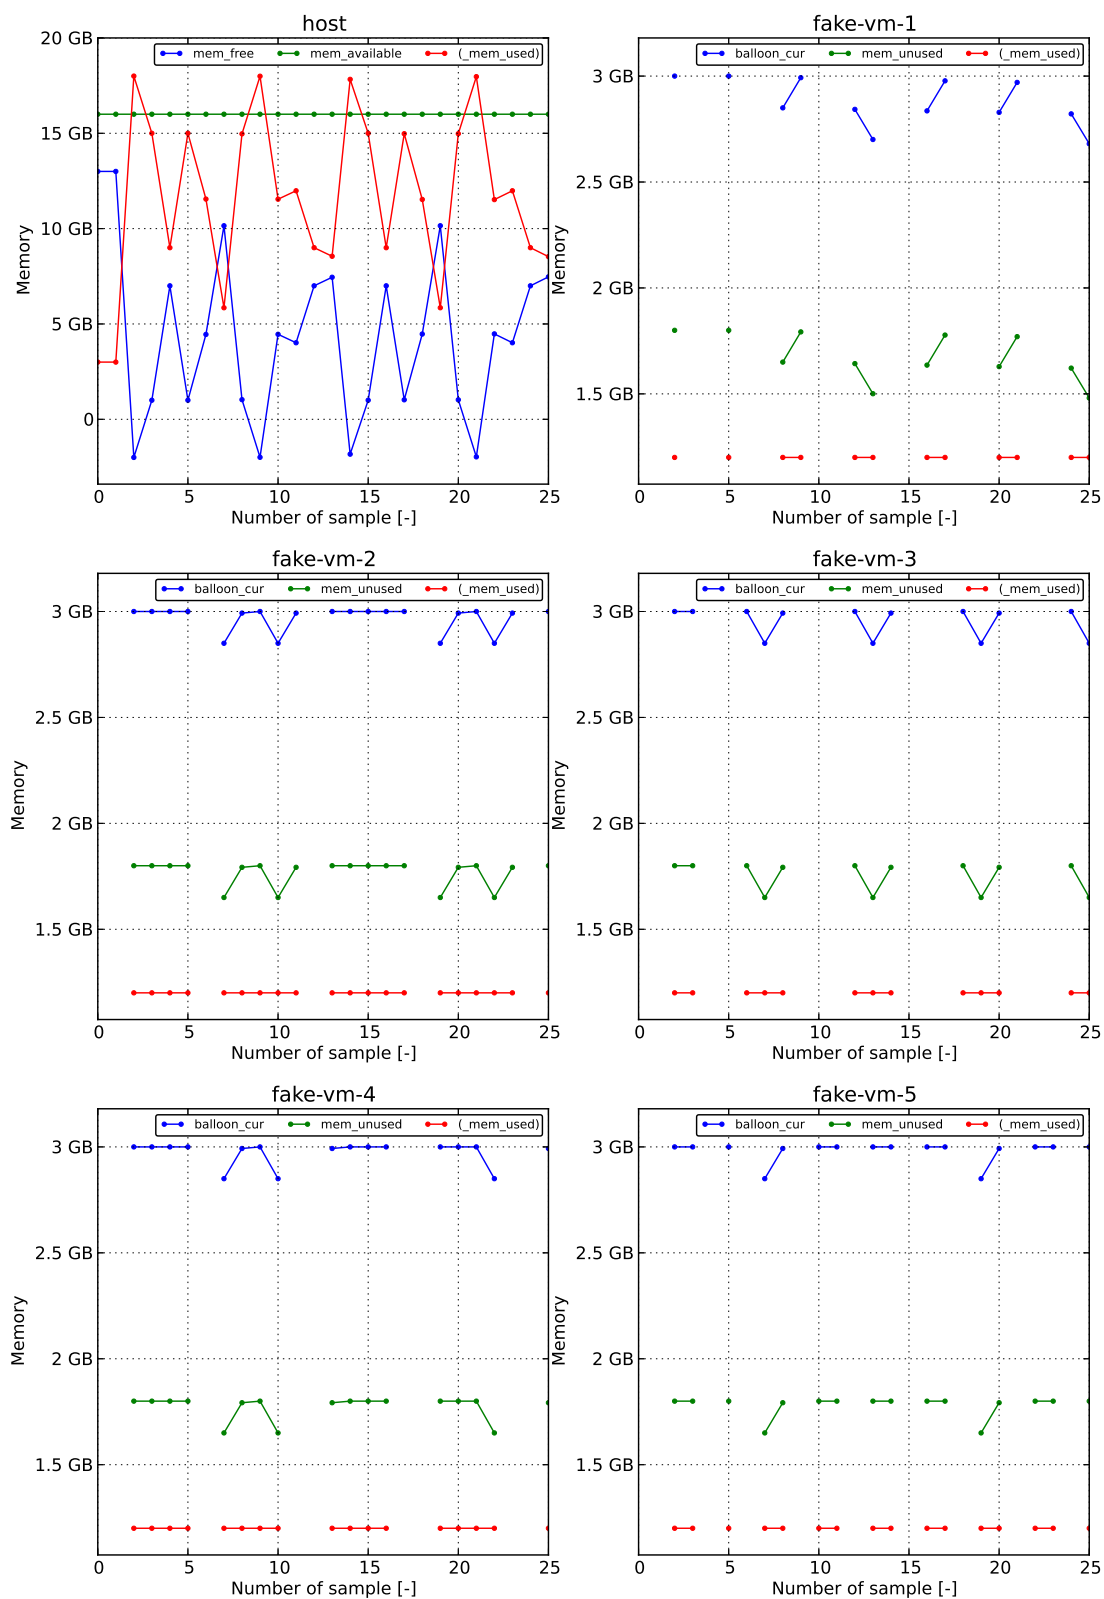 host
mem_free mem_available (_mem_used)
20 GB
15 GB
10 GB
5 GB
0
Memory
0 5 10 15 20 25
Number of sample [-]
fake-vm-1
balloon_cur mem_unused (_mem_used)
3 GB
2.5 GB
2 GB
1.5 GB
Memory
0 5 10 15 20 25
Number of sample [-]
fake-vm-2
balloon_cur mem_unused (_mem_used)
3 GB
2.5 GB
2 GB
1.5 GB
Memory
0 5 10 15 20 25
Number of sample [-]
fake-vm-3
balloon_cur mem_unused (_mem_used)
3 GB
2.5 GB
2 GB
1.5 GB
Memory
0 5 10 15 20 25
Number of sample [-]
fake-vm-4
balloon_cur mem_unused (_mem_used)
3 GB
2.5 GB
2 GB
1.5 GB
Memory
0 5 10 15 20 25
Number of sample [-]
fake-vm-5
balloon_cur mem_unused (_mem_used)
3 GB
2.5 GB
2 GB
1.5 GB
Memory
0 5 10 15 20 25
Number of sample [-]